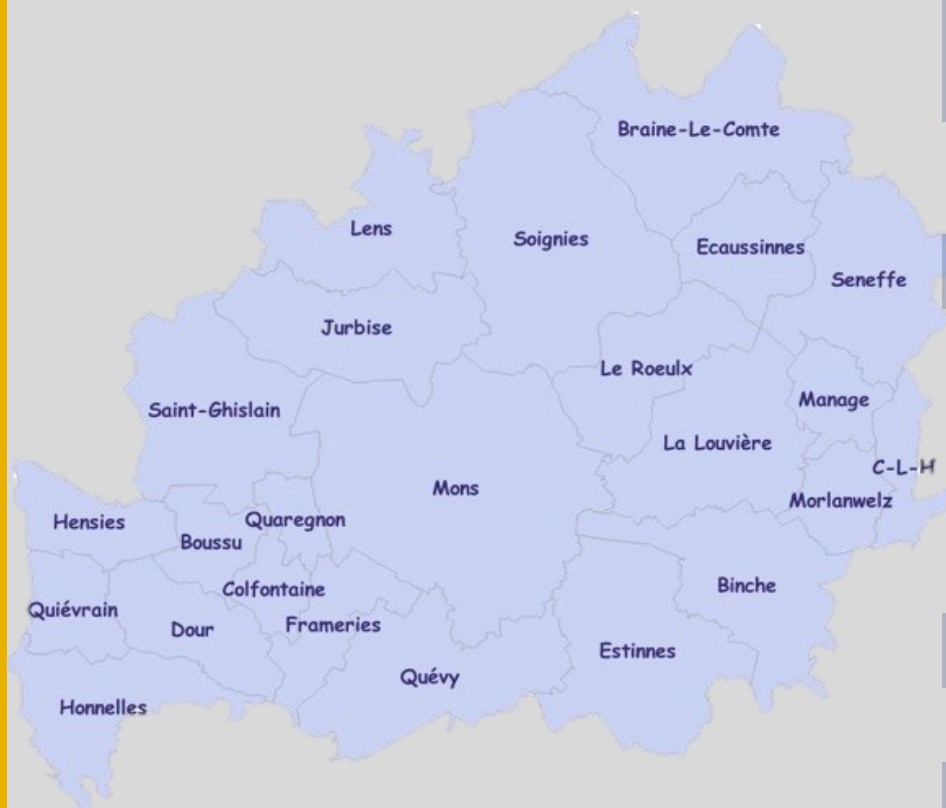 Braine-Le-Comte
Lens
Soignies
Ecaussinnes
Seneffe
Jurbise
Le Roeulx
Manage
Saint-Ghislain
La Louvière
C-L-H
Mons
Morlanwelz
Hensies
Quaregnon
Boussu
Colfontaine
Binche
Quiévrain
Dour
Frameries
Estinnes
Quévy
Honnelles